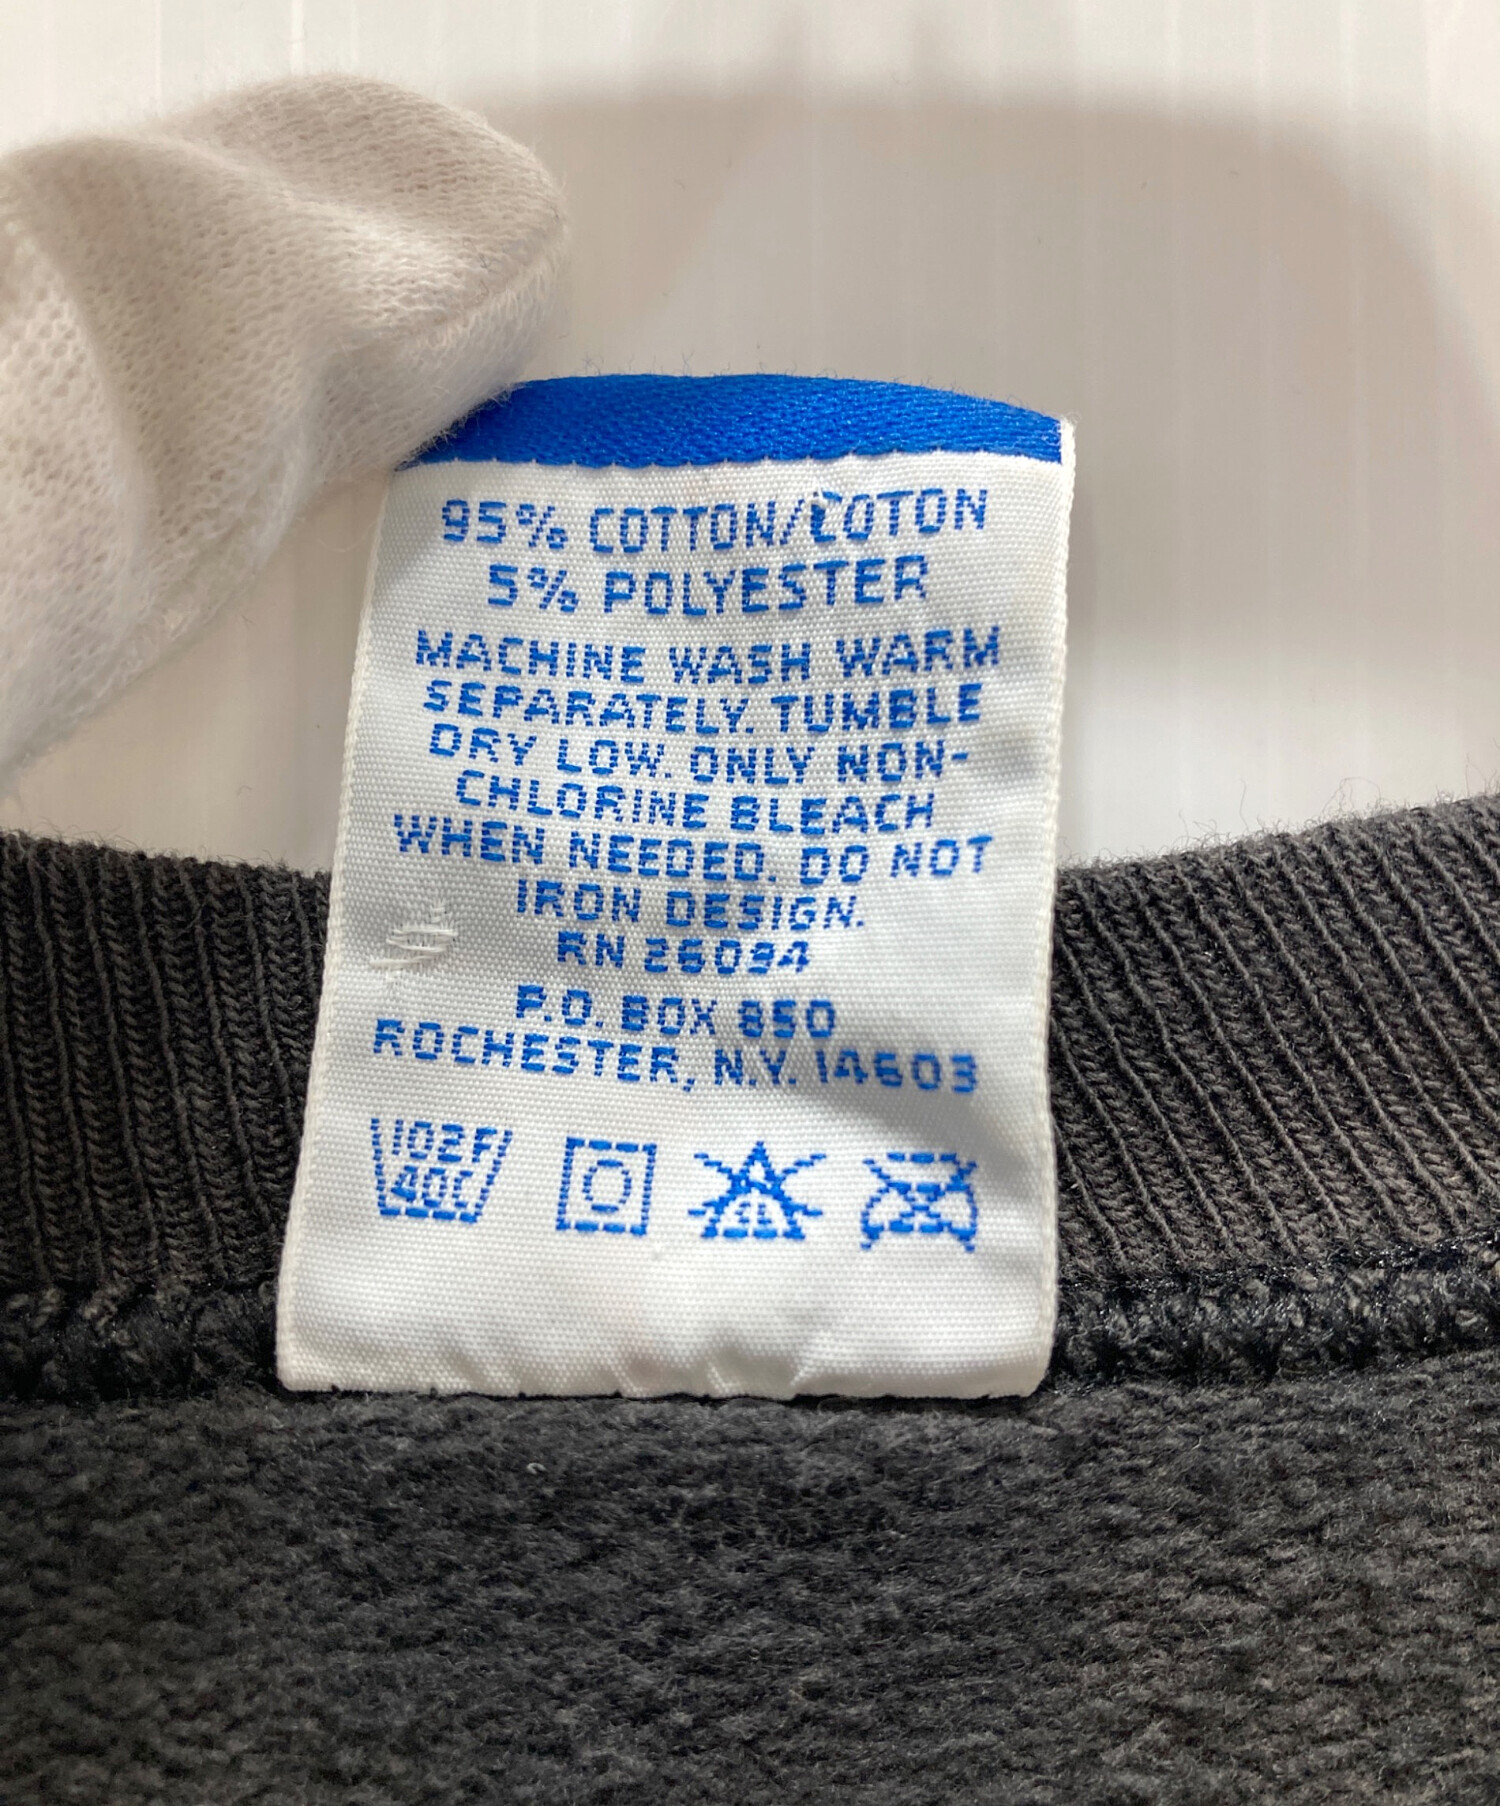 95% COTTON/COTON
5% POLYESTER
MACHINE WASH WARM
SEPARATELY. TUMBLE
DRY LOW. ONLY NON-
CHLORINE BLEACH
WHEN NEEDED. DO NOT
IRON DESIGN.
RN 26094
P.O. BOX 850
ROCHESTER, N.Y. 14603
102F
40C
CL